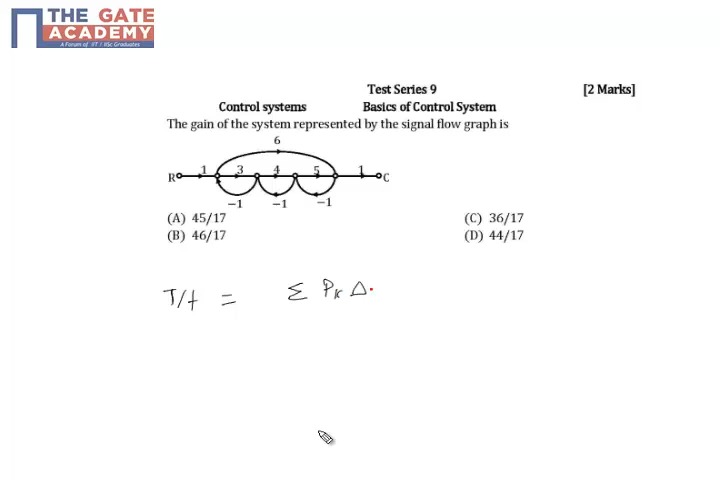 THE GATE
ACADEMY
A Forum of IIT / IISc Graduates
Test Series 9 [2 Marks]
Control systems Basics of Control System
The gain of the system represented by the signal flow graph is
6
R 1 3 4 5 1 C
−1 −1 −1
(A) 45/17 (C) 36/17
(B) 46/17 (D) 44/17
T/f = Σ Pk Δ